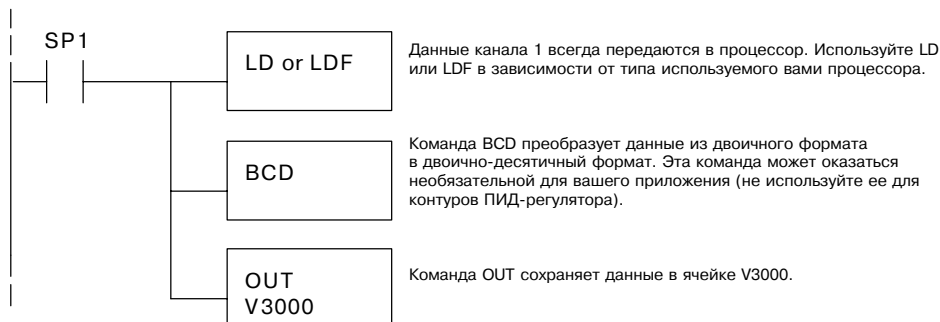 SP1
LD or LDF
Данные канала 1 всегда передаются в процессор. Используйте LD
или LDF в зависимости от типа используемого вами процессора.
BCD
Команда BCD преобразует данные из двоичного формата
в двоично-десятичный формат. Эта команда может оказаться
необязательной для вашего приложения (не используйте ее для
контуров ПИД-регулятора).
OUT
V3000
Команда OUT сохраняет данные в ячейке V3000.